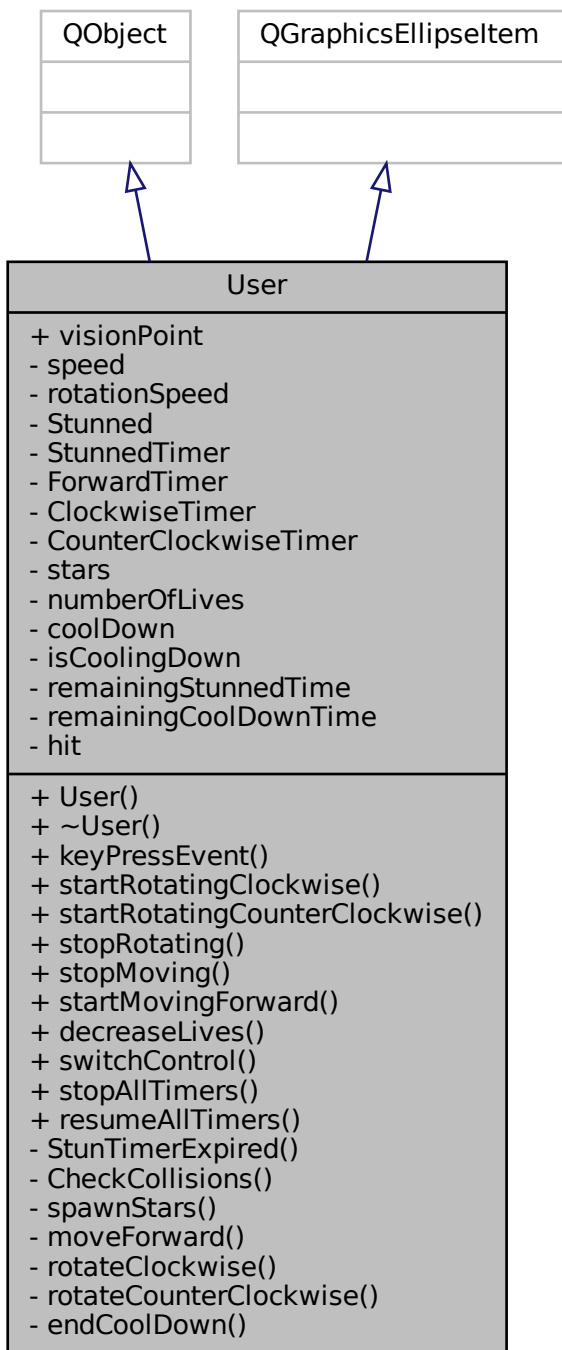 QObject
QGraphicsEllipseItem
User
+ visionPoint
- speed
- rotationSpeed
- Stunned
- StunnedTimer
- ForwardTimer
- ClockwiseTimer
- CounterClockwiseTimer
- stars
- numberOfLives
- coolDown
- isCoolingDown
- remainingStunnedTime
- remainingCoolDownTime
- hit
+ User()
+ ~User()
+ keyPressEvent()
+ startRotatingClockwise()
+ startRotatingCounterClockwise()
+ stopRotating()
+ stopMoving()
+ startMovingForward()
+ decreaseLives()
+ switchControl()
+ stopAllTimers()
+ resumeAllTimers()
- StunTimerExpired()
- CheckCollisions()
- spawnStars()
- moveForward()
- rotateClockwise()
- rotateCounterClockwise()
- endCoolDown()